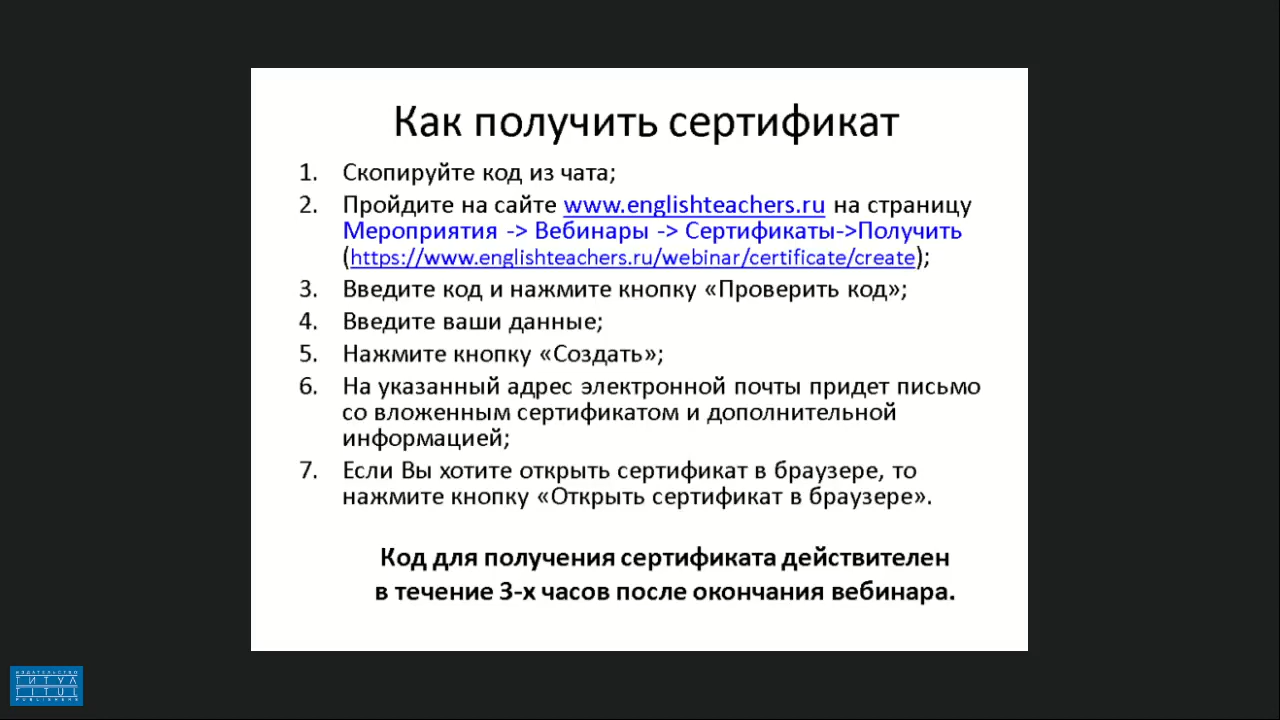 Как получить сертификат
1. Скопируйте код из чата;
2. Пройдите на сайте www.englishteachers.ru на страницу
Мероприятия -> Вебинары -> Сертификаты->Получить
(https://www.englishteachers.ru/webinar/certificate/create);
3. Введите код и нажмите кнопку «Проверить код»;
4. Введите ваши данные;
5. Нажмите кнопку «Создать»;
6. На указанный адрес электронной почты придет письмо
со вложенным сертификатом и дополнительной
информацией;
7. Если Вы хотите открыть сертификат в браузере, то
нажмите кнопку «Открыть сертификат в браузере».
Код для получения сертификата действителен
в течение 3-х часов после окончания вебинара.
ИЗДАТЕЛЬСТВО
ТИТУЛ
TITUL
PUBLISHERS